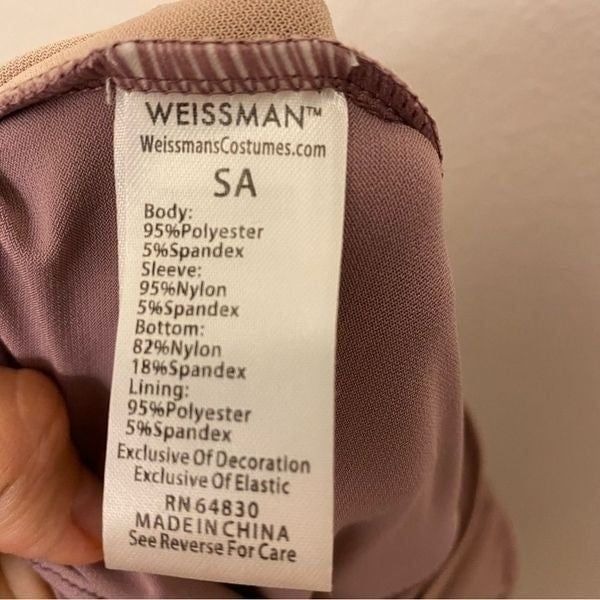 WEISSMAN™
WeissmansCostumes.com
SA
Body:
95%Polyester
5%Spandex
Sleeve:
95%Nylon
5%Spandex
Bottom:
82%Nylon
18%Spandex
Lining:
95%Polyester
5%Spandex
Exclusive Of Decoration
Exclusive Of Elastic
RN 64830
MADE IN CHINA
See Reverse For Care